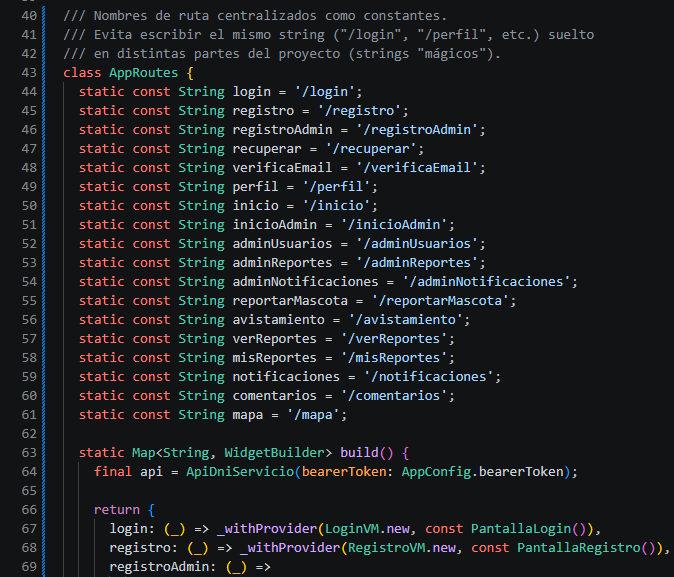 40 /// Nombres de ruta centralizados como constantes.
41 /// Evita escribir el mismo string ("/login", "/perfil", etc.) suelto
42 /// en distintas partes del proyecto (strings "mágicos").
43 class AppRoutes {
44   static const String login = '/login';
45   static const String registro = '/registro';
46   static const String registroAdmin = '/registroAdmin';
47   static const String recuperar = '/recuperar';
48   static const String verificaEmail = '/verificaEmail';
49   static const String perfil = '/perfil';
50   static const String inicio = '/inicio';
51   static const String inicioAdmin = '/inicioAdmin';
52   static const String adminUsuarios = '/adminUsuarios';
53   static const String adminReportes = '/adminReportes';
54   static const String adminNotificaciones = '/adminNotificaciones';
55   static const String reportarMascota = '/reportarMascota';
56   static const String avistamiento = '/avistamiento';
57   static const String verReportes = '/verReportes';
58   static const String misReportes = '/misReportes';
59   static const String notificaciones = '/notificaciones';
60   static const String comentarios = '/comentarios';
61   static const String mapa = '/mapa';
62
63   static Map<String, WidgetBuilder> build() {
64     final api = ApiDniServicio(bearerToken: AppConfig.bearerToken);
65
66     return {
67       login: (_) => _withProvider(LoginVM.new, const PantallaLogin()),
68       registro: (_) => _withProvider(RegistroVM.new, const PantallaRegistro()),
69       registroAdmin: (_) =>